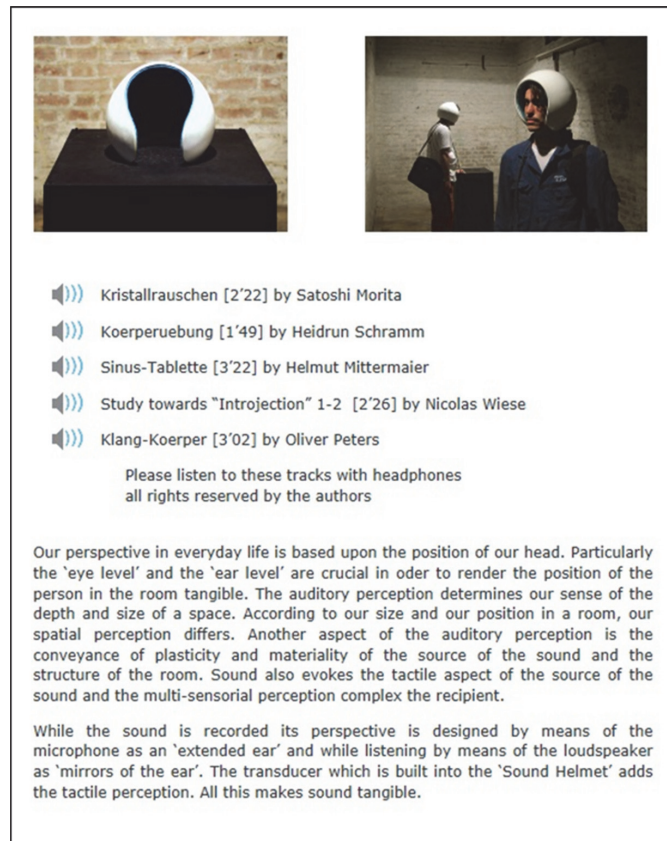 Kristallrauschen [2’22] by Satoshi Morita
Koerperuebung [1’49] by Heidrun Schramm
Sinus-Tablette [3’22] by Helmut Mittermaier
Study towards “Introjection” 1-2 [2’26] by Nicolas Wiese
Klang-Koerper [3’02] by Oliver Peters
Please listen to these tracks with headphones
all rights reserved by the authors
Our perspective in everyday life is based upon the position of our head. Particularly
the ‘eye level’ and the ‘ear level’ are crucial in oder to render the position of the
person in the room tangible. The auditory perception determines our sense of the
depth and size of a space. According to our size and our position in a room, our
spatial perception differs. Another aspect of the auditory perception is the
conveyance of plasticity and materiality of the source of the sound and the
structure of the room. Sound also evokes the tactile aspect of the source of the
sound and the multi-sensorial perception complex the recipient.
While the sound is recorded its perspective is designed by means of the
microphone as an ‘extended ear’ and while listening by means of the loudspeaker
as ‘mirrors of the ear’. The transducer which is built into the ‘Sound Helmet’ adds
the tactile perception. All this makes sound tangible.